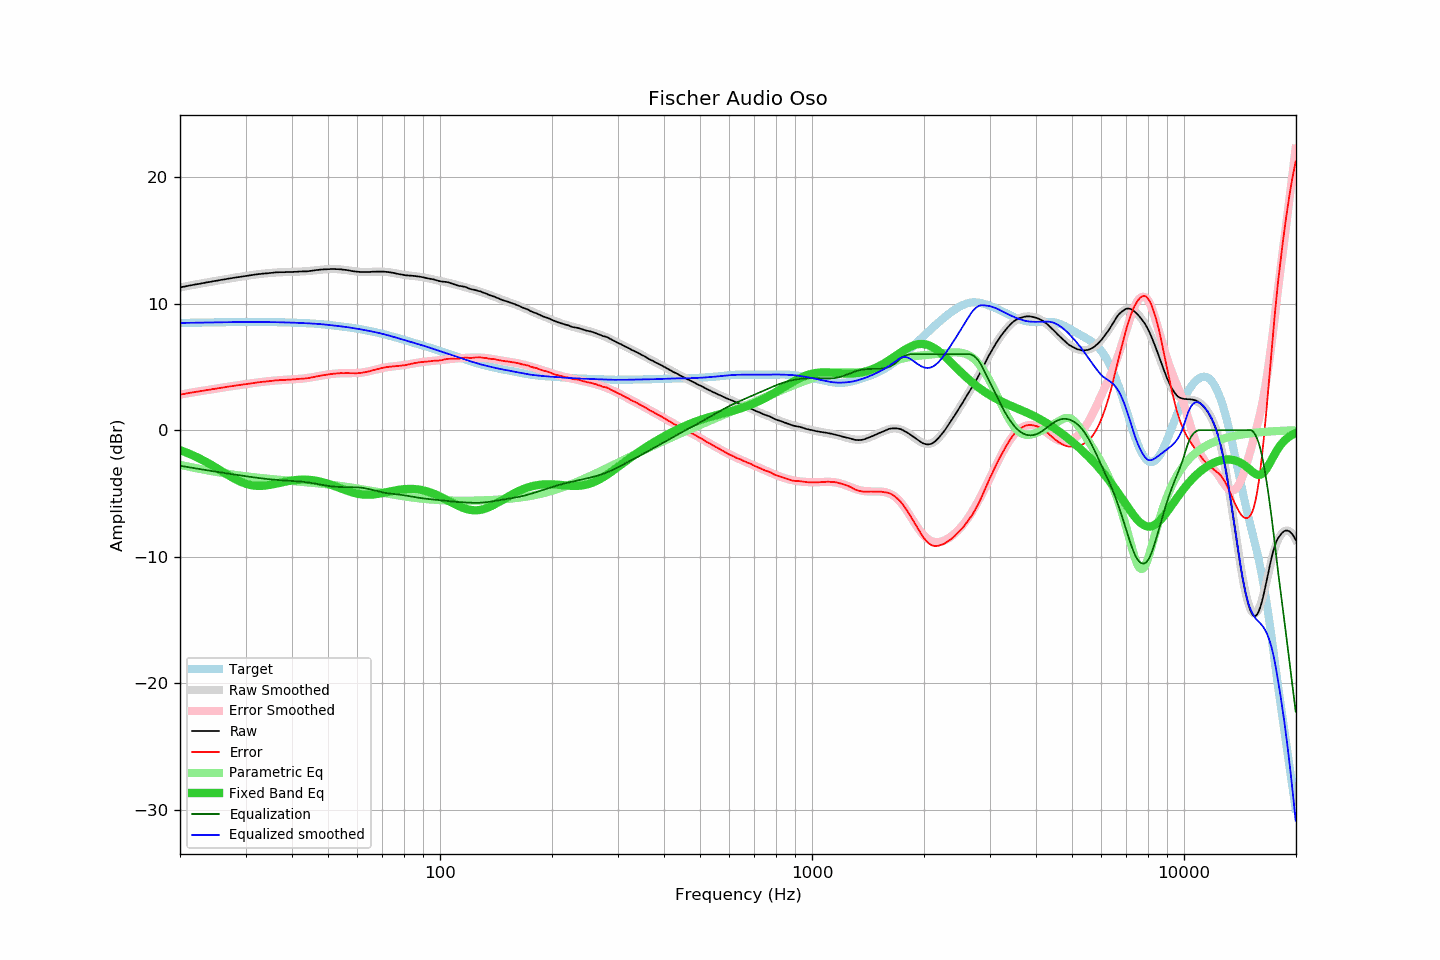 Fischer Audio Oso
20
10
0
−10
−20
−30
Amplitude (dBr)
Target
Raw Smoothed
Error Smoothed
Raw
Error
Parametric Eq
Fixed Band Eq
Equalization
Equalized smoothed
100
1000
10000
Frequency (Hz)